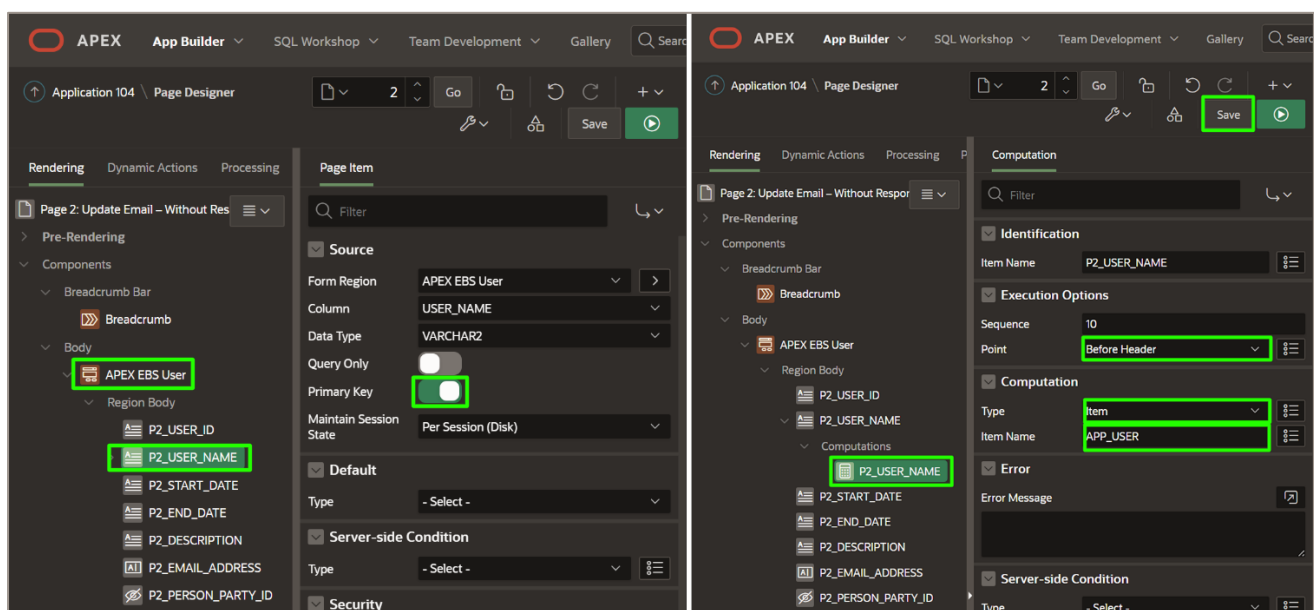 APEX App Builder SQL Workshop Team Development Gallery Searc
Application 104 \ Page Designer 2 Go
Save
Rendering Dynamic Actions Processing Page Item
Page 2: Update Email – Without Res
Filter
Pre-Rendering
Source
Components
Form Region APEX EBS User
Breadcrumb Bar
Column USER_NAME
Breadcrumb
Data Type VARCHAR2
Body
Query Only
APEX EBS User
Primary Key
Region Body
Maintain Session State Per Session (Disk)
P2_USER_ID
P2_USER_NAME
Default
P2_START_DATE
Type - Select -
P2_END_DATE
P2_DESCRIPTION
Server-side Condition
P2_EMAIL_ADDRESS
Type - Select -
P2_PERSON_PARTY_ID
Security
APEX App Builder SQL Workshop Team Development Gallery Searc
Application 104 \ Page Designer 2 Go
Save
Rendering Dynamic Actions Processing P Computation
Page 2: Update Email – Without Respor
Filter
Pre-Rendering
Identification
Components
Item Name P2_USER_NAME
Breadcrumb Bar
Breadcrumb
Execution Options
Body
Sequence 10
APEX EBS User
Point Before Header
Region Body
Computation
P2_USER_ID
Type Item
P2_USER_NAME
Item Name APP_USER
Computations
P2_USER_NAME
Error
P2_START_DATE
Error Message
P2_END_DATE
P2_DESCRIPTION
P2_EMAIL_ADDRESS
Server-side Condition
P2_PERSON_PARTY_ID
Type - Select -